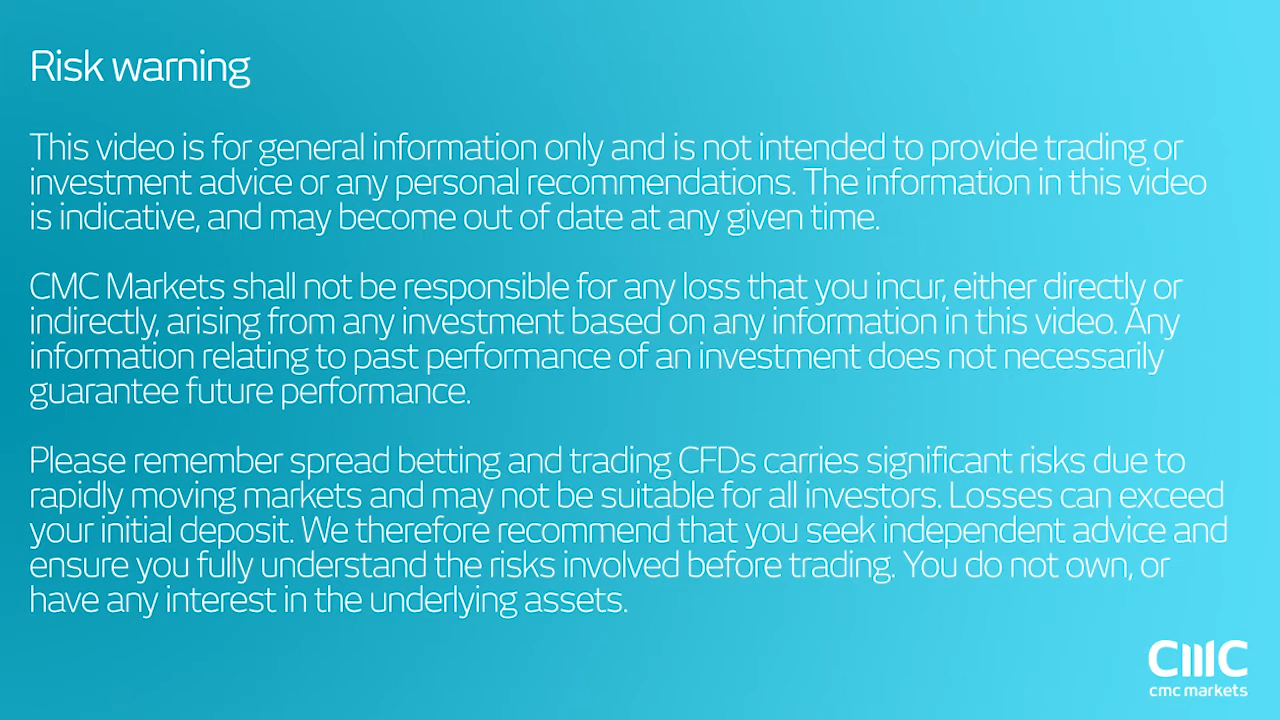 Risk warning
This video is for general information only and is not intended to provide trading or
investment advice or any personal recommendations. The information in this video
is indicative, and may become out of date at any given time.
CMC Markets shall not be responsible for any loss that you incur, either directly or
indirectly, arising from any investment based on any information in this video. Any
information relating to past performance of an investment does not necessarily
guarantee future performance.
Please remember spread betting and trading CFDs carries significant risks due to
rapidly moving markets and may not be suitable for all investors. Losses can exceed
your initial deposit. We therefore recommend that you seek independent advice and
ensure you fully understand the risks involved before trading. You do not own, or
have any interest in the underlying assets.
CMC
cmc markets